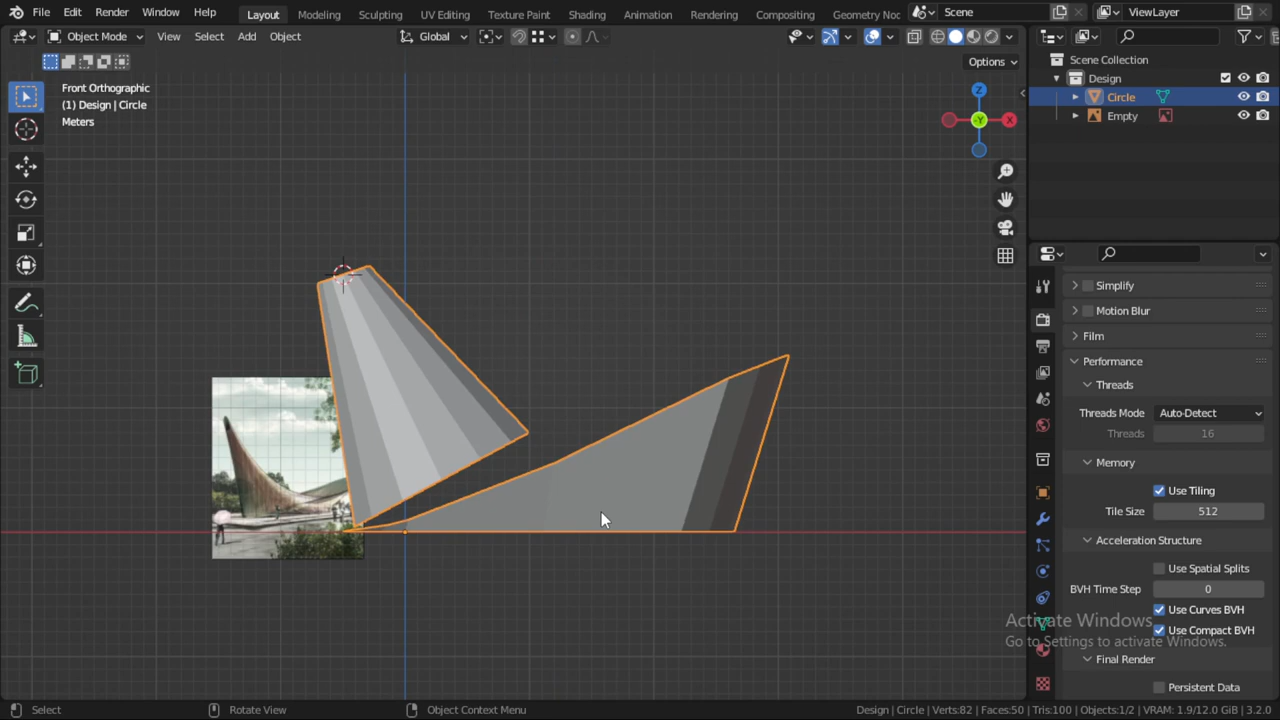 File Edit Render Window Help Layout Modeling Sculpting UV Editing Texture Paint Shading Animation Rendering Compositing Geometry Noc Scene ViewLayer
Object Mode View Select Add Object Global
Options
Front Orthographic
(1) Design | Circle
Meters
Z
X
-Y
Scene Collection
Design
Circle
Empty
Simplify
Motion Blur
Film
Performance
Threads
Threads Mode Auto-Detect
Threads 16
Memory
Use Tiling
Tile Size 512
Acceleration Structure
Use Spatial Splits
BVH Time Step 0
Use Curves BVH
Use Compact BVH
Final Render
Persistent Data
Activate Windows
Go to Settings to activate Windows.
Select Rotate View Object Context Menu Design | Circle | Verts:82 | Faces:50 | Tris:100 | Objects:1/2 | VRAM: 1.9/12.0 GiB | 3.2.0